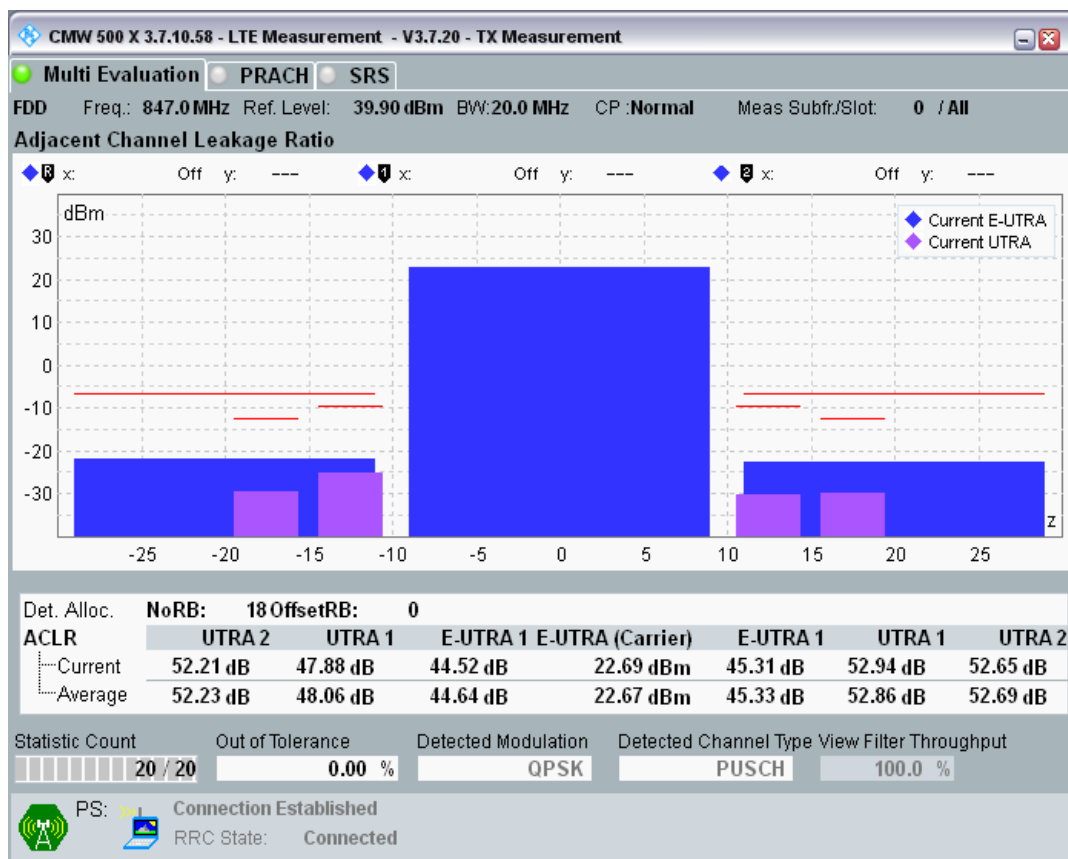 CMW 500 X 3.7.10.58 - LTE Measurement - V3.7.20 - TX Measurement
Multi Evaluation PRACH SRS
FDD Freq.: 847.0 MHz Ref. Level: 39.90 dBm BW:20.0 MHz CP :Normal Meas Subfr./Slot: 0 / All
Adjacent Channel Leakage Ratio
R x: Off y: --- 1 x: Off y: --- 2 x: Off y: ---
dBm
Current E-UTRA
Current UTRA
30
20
10
0
-10
-20
-30
z
-25 -20 -15 -10 -5 0 5 10 15 20 25
Det. Alloc. NoRB: 18 OffsetRB: 0
ACLR UTRA 2 UTRA 1 E-UTRA 1 E-UTRA (Carrier) E-UTRA 1 UTRA 1 UTRA 2
Current 52.21 dB 47.88 dB 44.52 dB 22.69 dBm 45.31 dB 52.94 dB 52.65 dB
Average 52.23 dB 48.06 dB 44.64 dB 22.67 dBm 45.33 dB 52.86 dB 52.69 dB
Statistic Count Out of Tolerance Detected Modulation Detected Channel Type View Filter Throughput
20 / 20 0.00 % QPSK PUSCH 100.0 %
PS: Connection Established
RRC State: Connected